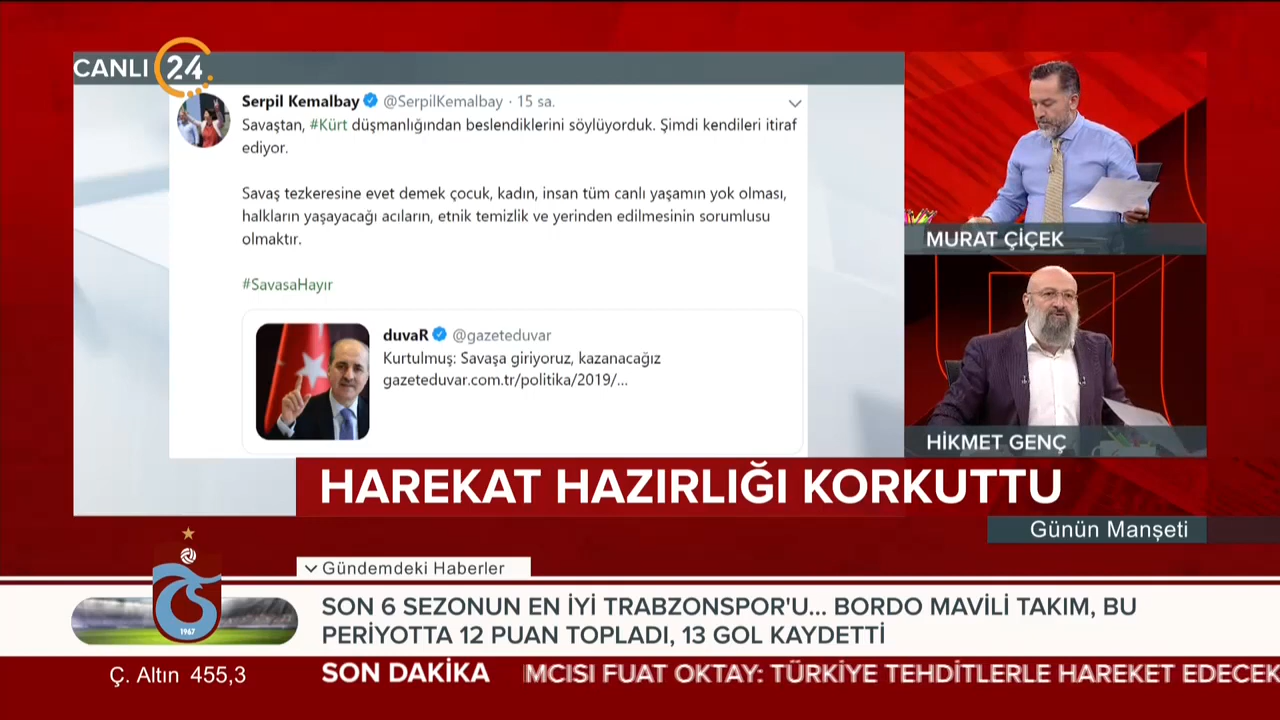 CANLI 24
Serpil Kemalbay @SerpilKemalbay · 15 sa.
Savaştan, #Kürt düşmanlığından beslendiklerini söylüyorduk. Şimdi kendileri itiraf
ediyor.
Savaş tezkeresine evet demek çocuk, kadın, insan tüm canlı yaşamın yok olması,
halkların yaşayacağı acıların, etnik temizlik ve yerinden edilmesinin sorumlusu
olmaktır.
#SavasaHayır
duvaR @gazeteduvar
Kurtulmuş: Savaşa giriyoruz, kazanacağız
gazeteduvar.com.tr/politika/2019/...
MURAT ÇİÇEK
HİKMET GENÇ
HAREKAT HAZIRLIĞI KORKUTTU
Günün Manşeti
Gündemdeki Haberler
1967
SON 6 SEZONUN EN İYİ TRABZONSPOR'U... BORDO MAVİLİ TAKIM, BU
PERİYOTTA 12 PUAN TOPLADI, 13 GOL KAYDETTİ
Ç. Altın 455,3
SON DAKİKA
MCISI FUAT OKTAY: TÜRKİYE TEHDİTLERLE HAREKET EDECEK